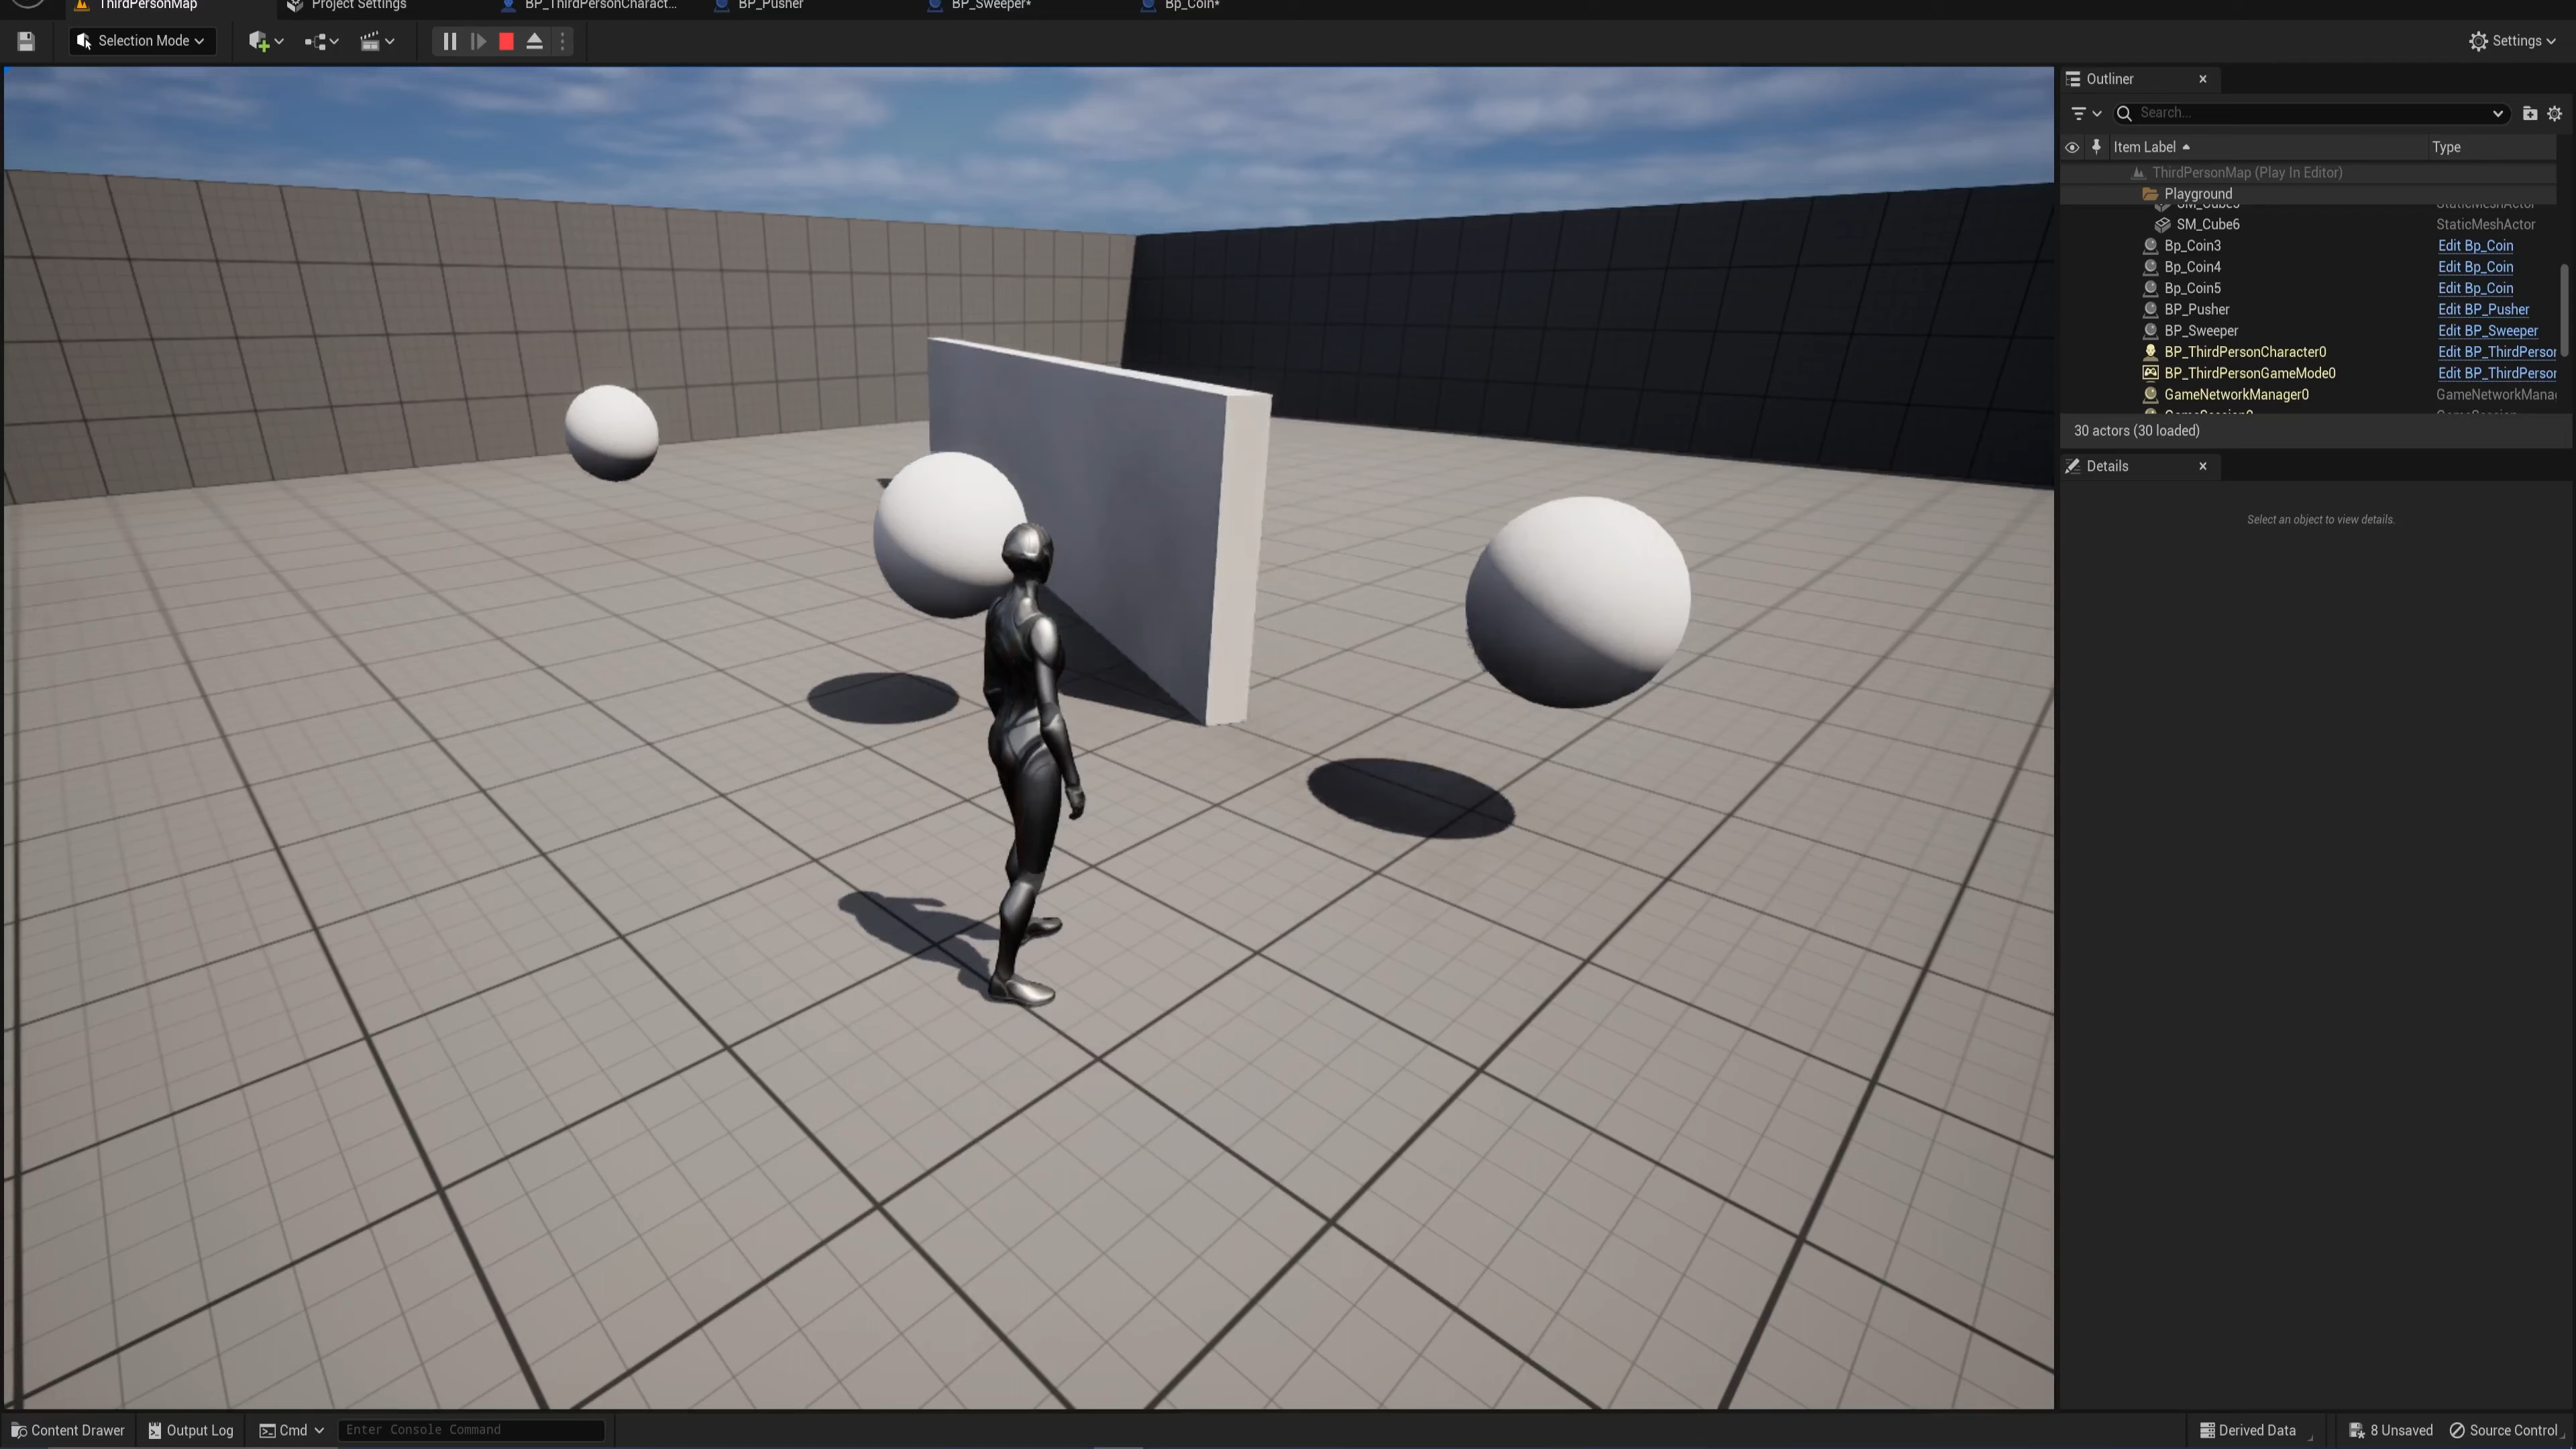 ThirdPersonMap
Project Settings
BP_ThirdPersonCharact...
BP_Pusher
BP_Sweeper*
Bp_Coin*
Selection Mode
Settings
Outliner
Search...
Item Label
Type
ThirdPersonMap (Play In Editor)
Playground
SM_Cube6 StaticMeshActor
Bp_Coin3 Edit Bp_Coin
Bp_Coin4 Edit Bp_Coin
Bp_Coin5 Edit Bp_Coin
BP_Pusher Edit BP_Pusher
BP_Sweeper Edit BP_Sweeper
BP_ThirdPersonCharacter0 Edit BP_ThirdPerson
BP_ThirdPersonGameMode0 Edit BP_ThirdPerson
GameNetworkManager0 GameNetworkMana
30 actors (30 loaded)
Details
Select an object to view details.
Content Drawer
Output Log
Cmd
Enter Console Command
Derived Data
8 Unsaved
Source Control